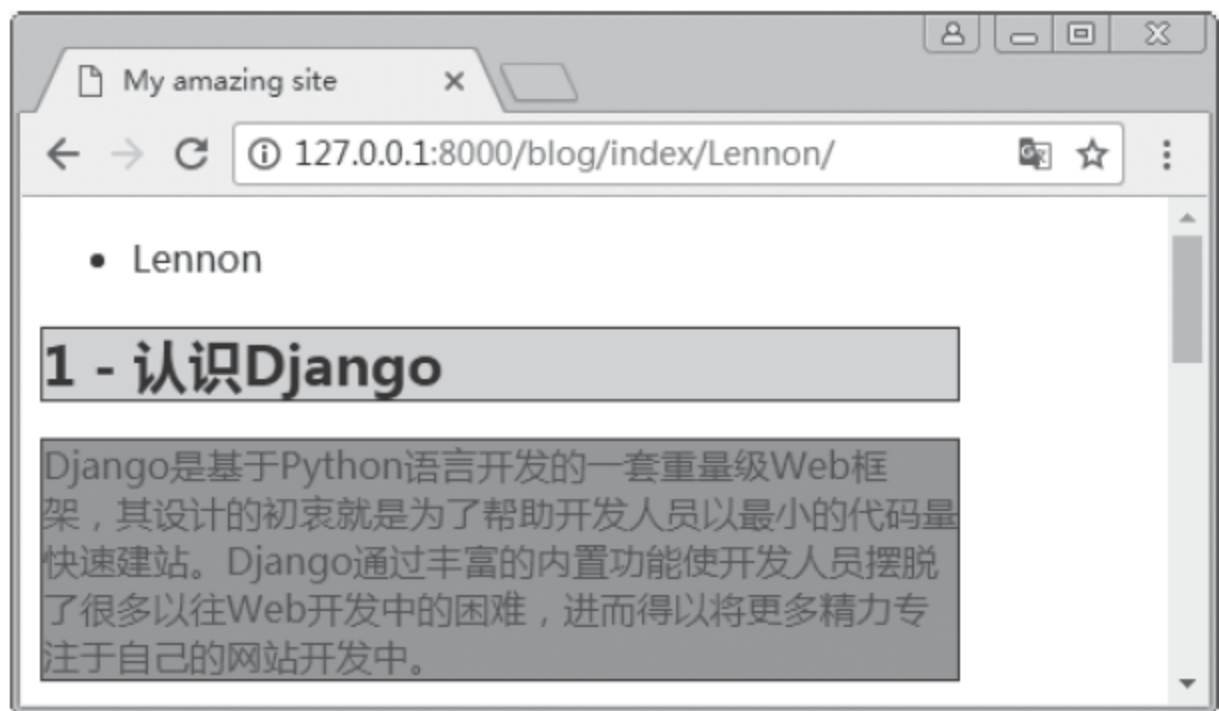 My amazing site
127.0.0.1:8000/blog/index/Lennon/
• Lennon
1 - 认识Django
Django是基于Python语言开发的一套重量级Web框
架，其设计的初衷就是为了帮助开发人员以最小的代码量
快速建站。Django通过丰富的内置功能使开发人员摆脱
了很多以往Web开发中的困难，进而得以将更多精力专
注于自己的网站开发中。